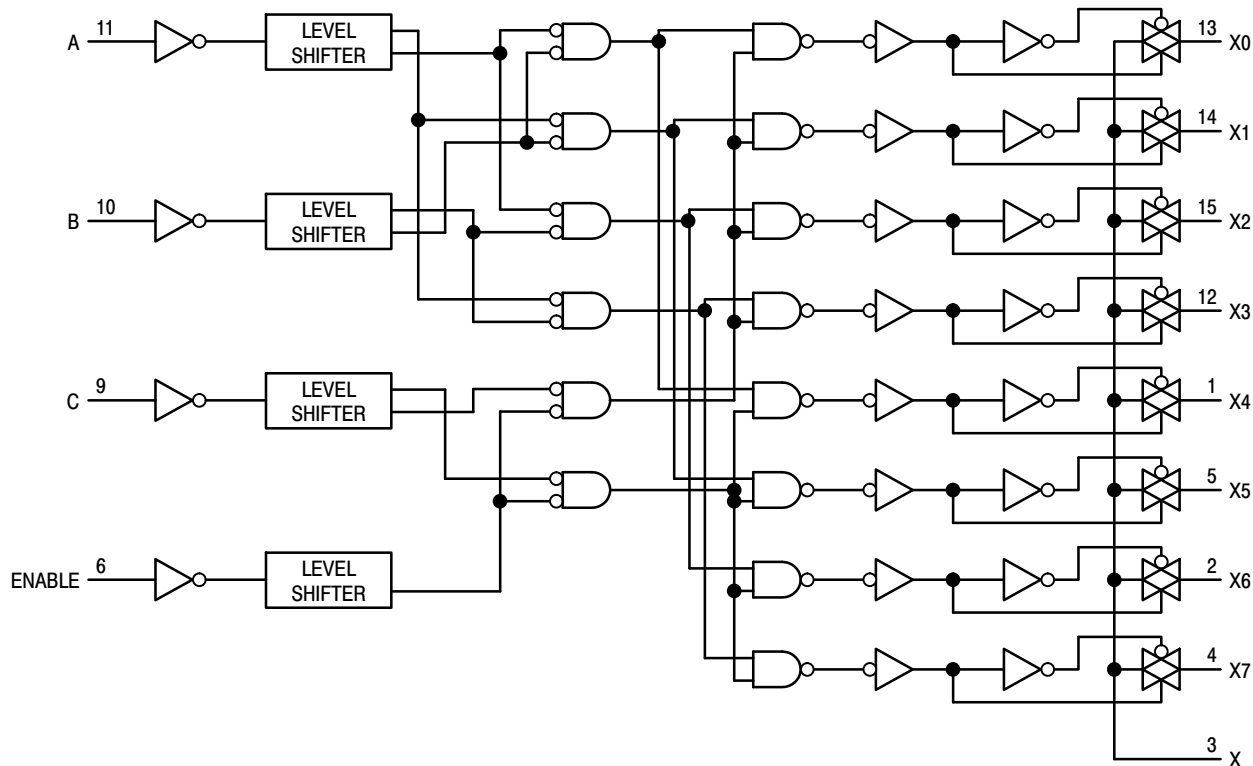 A 11 LEVEL SHIFTER 13 X0
14 X1
B 10 LEVEL SHIFTER 15 X2
12 X3
C 9 LEVEL SHIFTER 1 X4
5 X5
ENABLE 6 LEVEL SHIFTER 2 X6
4 X7
3 X